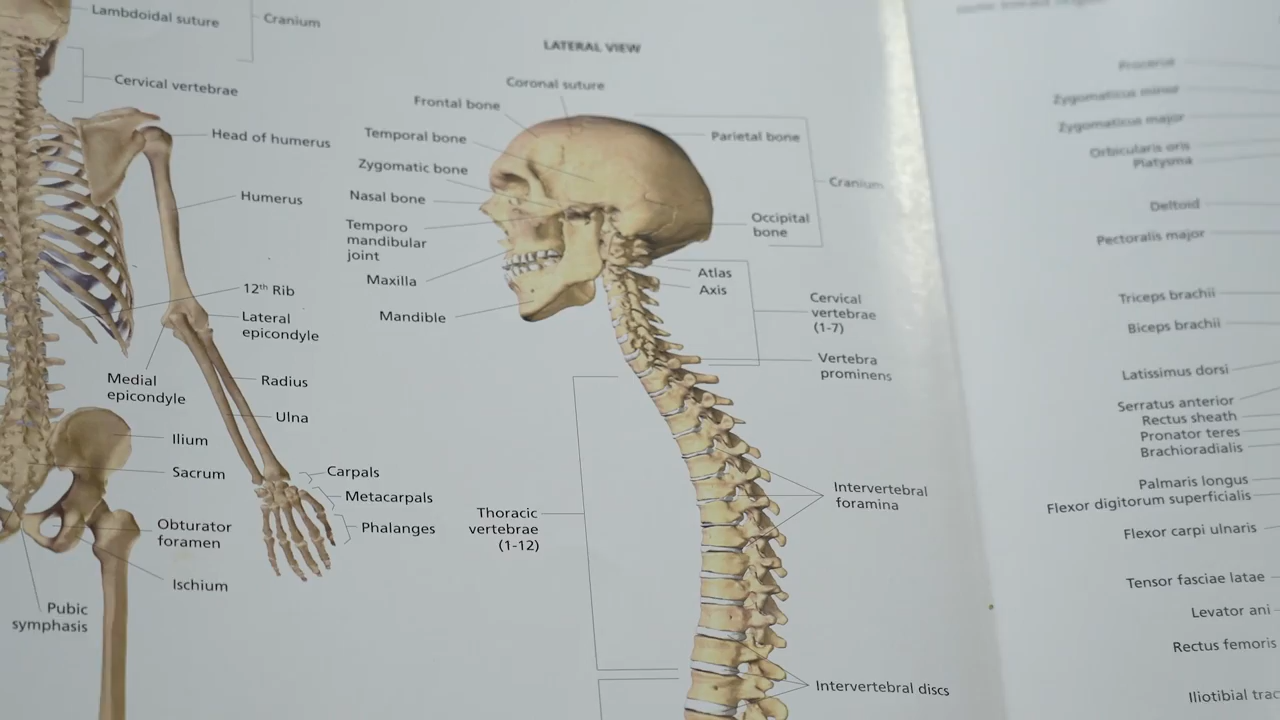 Lambdoidal suture
Cranium
Cervical vertebrae
Head of humerus
Humerus
12th Rib
Lateral
epicondyle
Medial
epicondyle
Radius
Ulna
Ilium
Sacrum
Carpals
Metacarpals
Phalanges
Obturator
foramen
Ischium
Pubic
symphasis
LATERAL VIEW
Coronal suture
Frontal bone
Temporal bone
Zygomatic bone
Nasal bone
Temporo
mandibular
joint
Maxilla
Mandible
Parietal bone
Cranium
Occipital
bone
Atlas
Axis
Cervical
vertebrae
(1-7)
Vertebra
prominens
Thoracic
vertebrae
(1-12)
Intervertebral
foramina
Intervertebral discs
Procerus
Zygomaticus minor
Zygomaticus major
Orbicularis oris
Platysma
Deltoid
Pectoralis major
Triceps brachii
Biceps brachii
Latissimus dorsi
Serratus anterior
Rectus sheath
Pronator teres
Brachioradialis
Palmaris longus
Flexor digitorum superficialis
Flexor carpi ulnaris
Tensor fasciae latae
Levator ani
Rectus femoris
Iliotibial trac